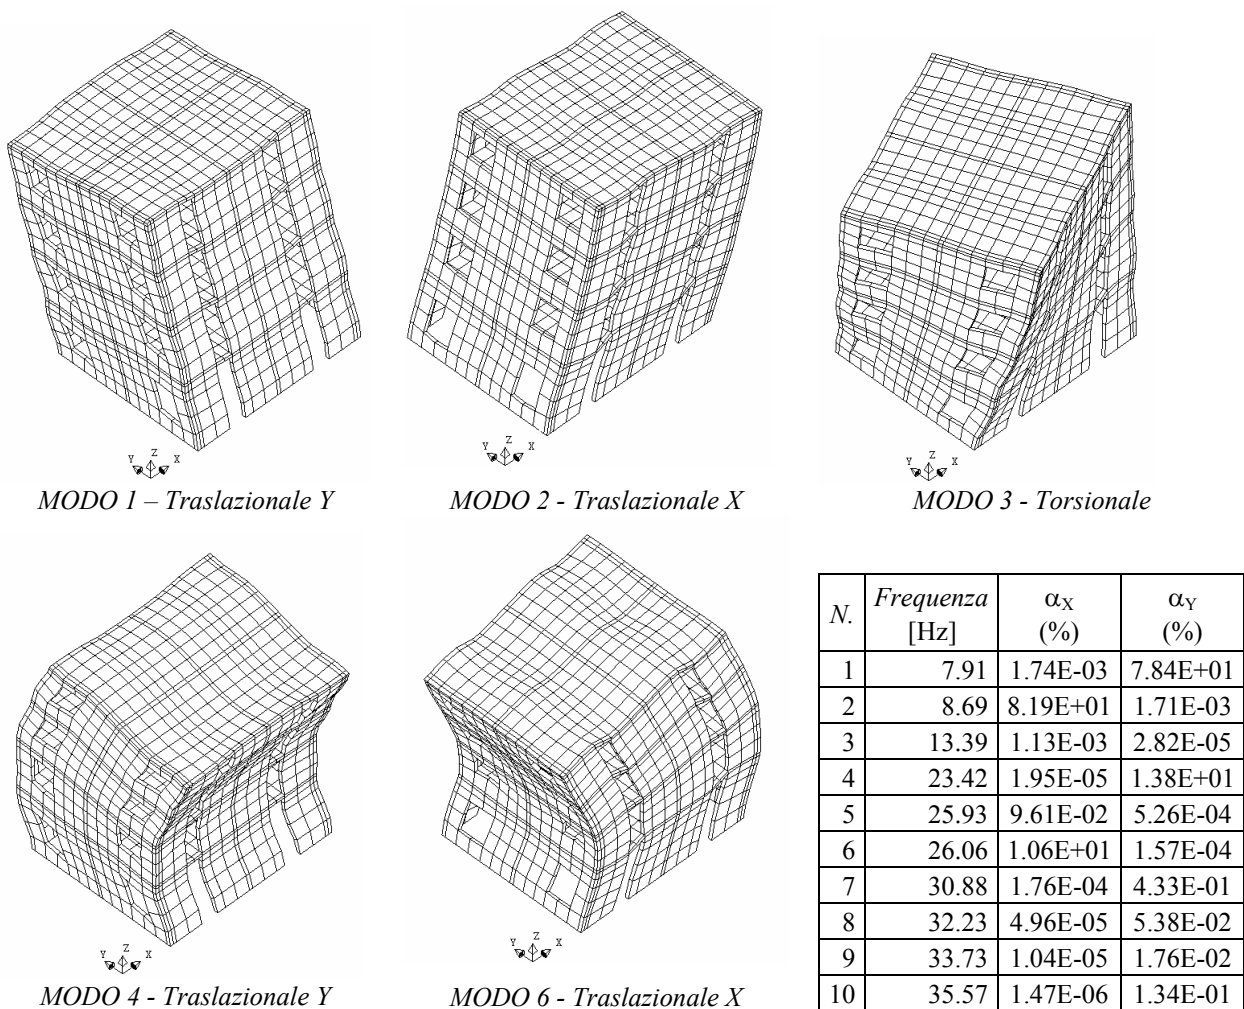 Y Z X
Y Z X
Y Z X
MODO 1 – Traslazionale Y
MODO 2 - Traslazionale X
MODO 3 - Torsionale
Y Z X
Y Z X
MODO 4 - Traslazionale Y
MODO 6 - Traslazionale X
N. Frequenza [Hz] αX (%) αY (%)
1 7.91 1.74E-03 7.84E+01
2 8.69 8.19E+01 1.71E-03
3 13.39 1.13E-03 2.82E-05
4 23.42 1.95E-05 1.38E+01
5 25.93 9.61E-02 5.26E-04
6 26.06 1.06E+01 1.57E-04
7 30.88 1.76E-04 4.33E-01
8 32.23 4.96E-05 5.38E-02
9 33.73 1.04E-05 1.76E-02
10 35.57 1.47E-06 1.34E-01